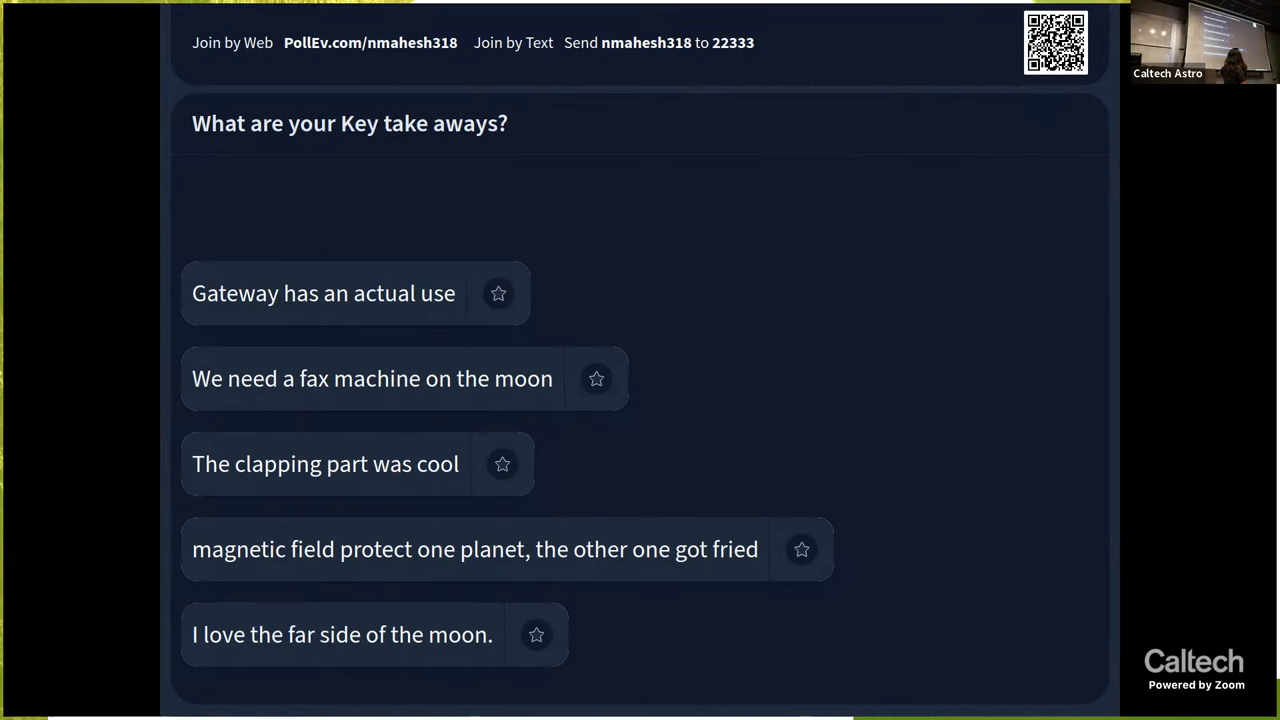 Join by Web PollEv.com/nmahesh318 Join by Text Send nmahesh318 to 22333
Caltech Astro
What are your Key take aways?
Gateway has an actual use
We need a fax machine on the moon
The clapping part was cool
magnetic field protect one planet, the other one got fried
I love the far side of the moon.
Caltech
Powered by Zoom